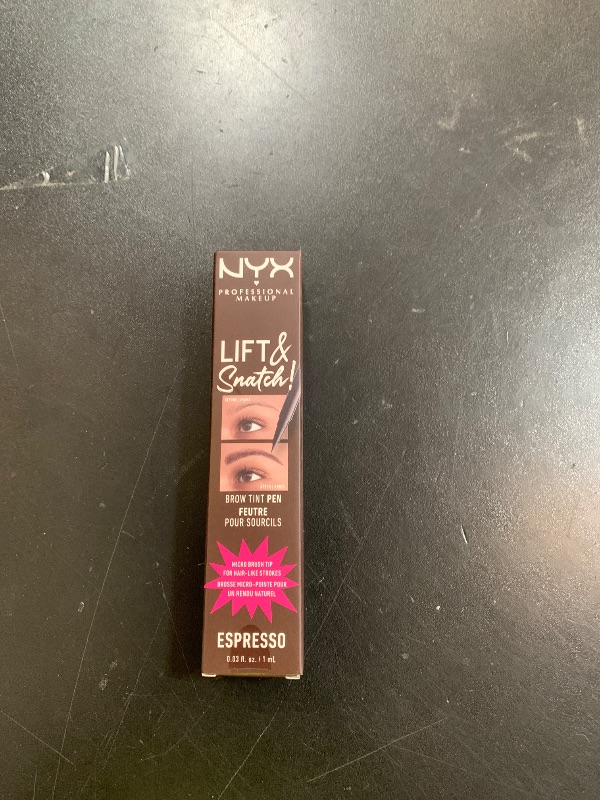 NYX
PROFESSIONAL
MAKEUP
LIFT &
Snatch!
BROW TINT PEN
FEUTRE
POUR SOURCILS
MICRO BRUSH TIP
FOR HAIR-LIKE STROKES
BROSSE MICRO-POINTE POUR
UN RENDU NATUREL
ESPRESSO
0.03 fl. oz. / 1 mL